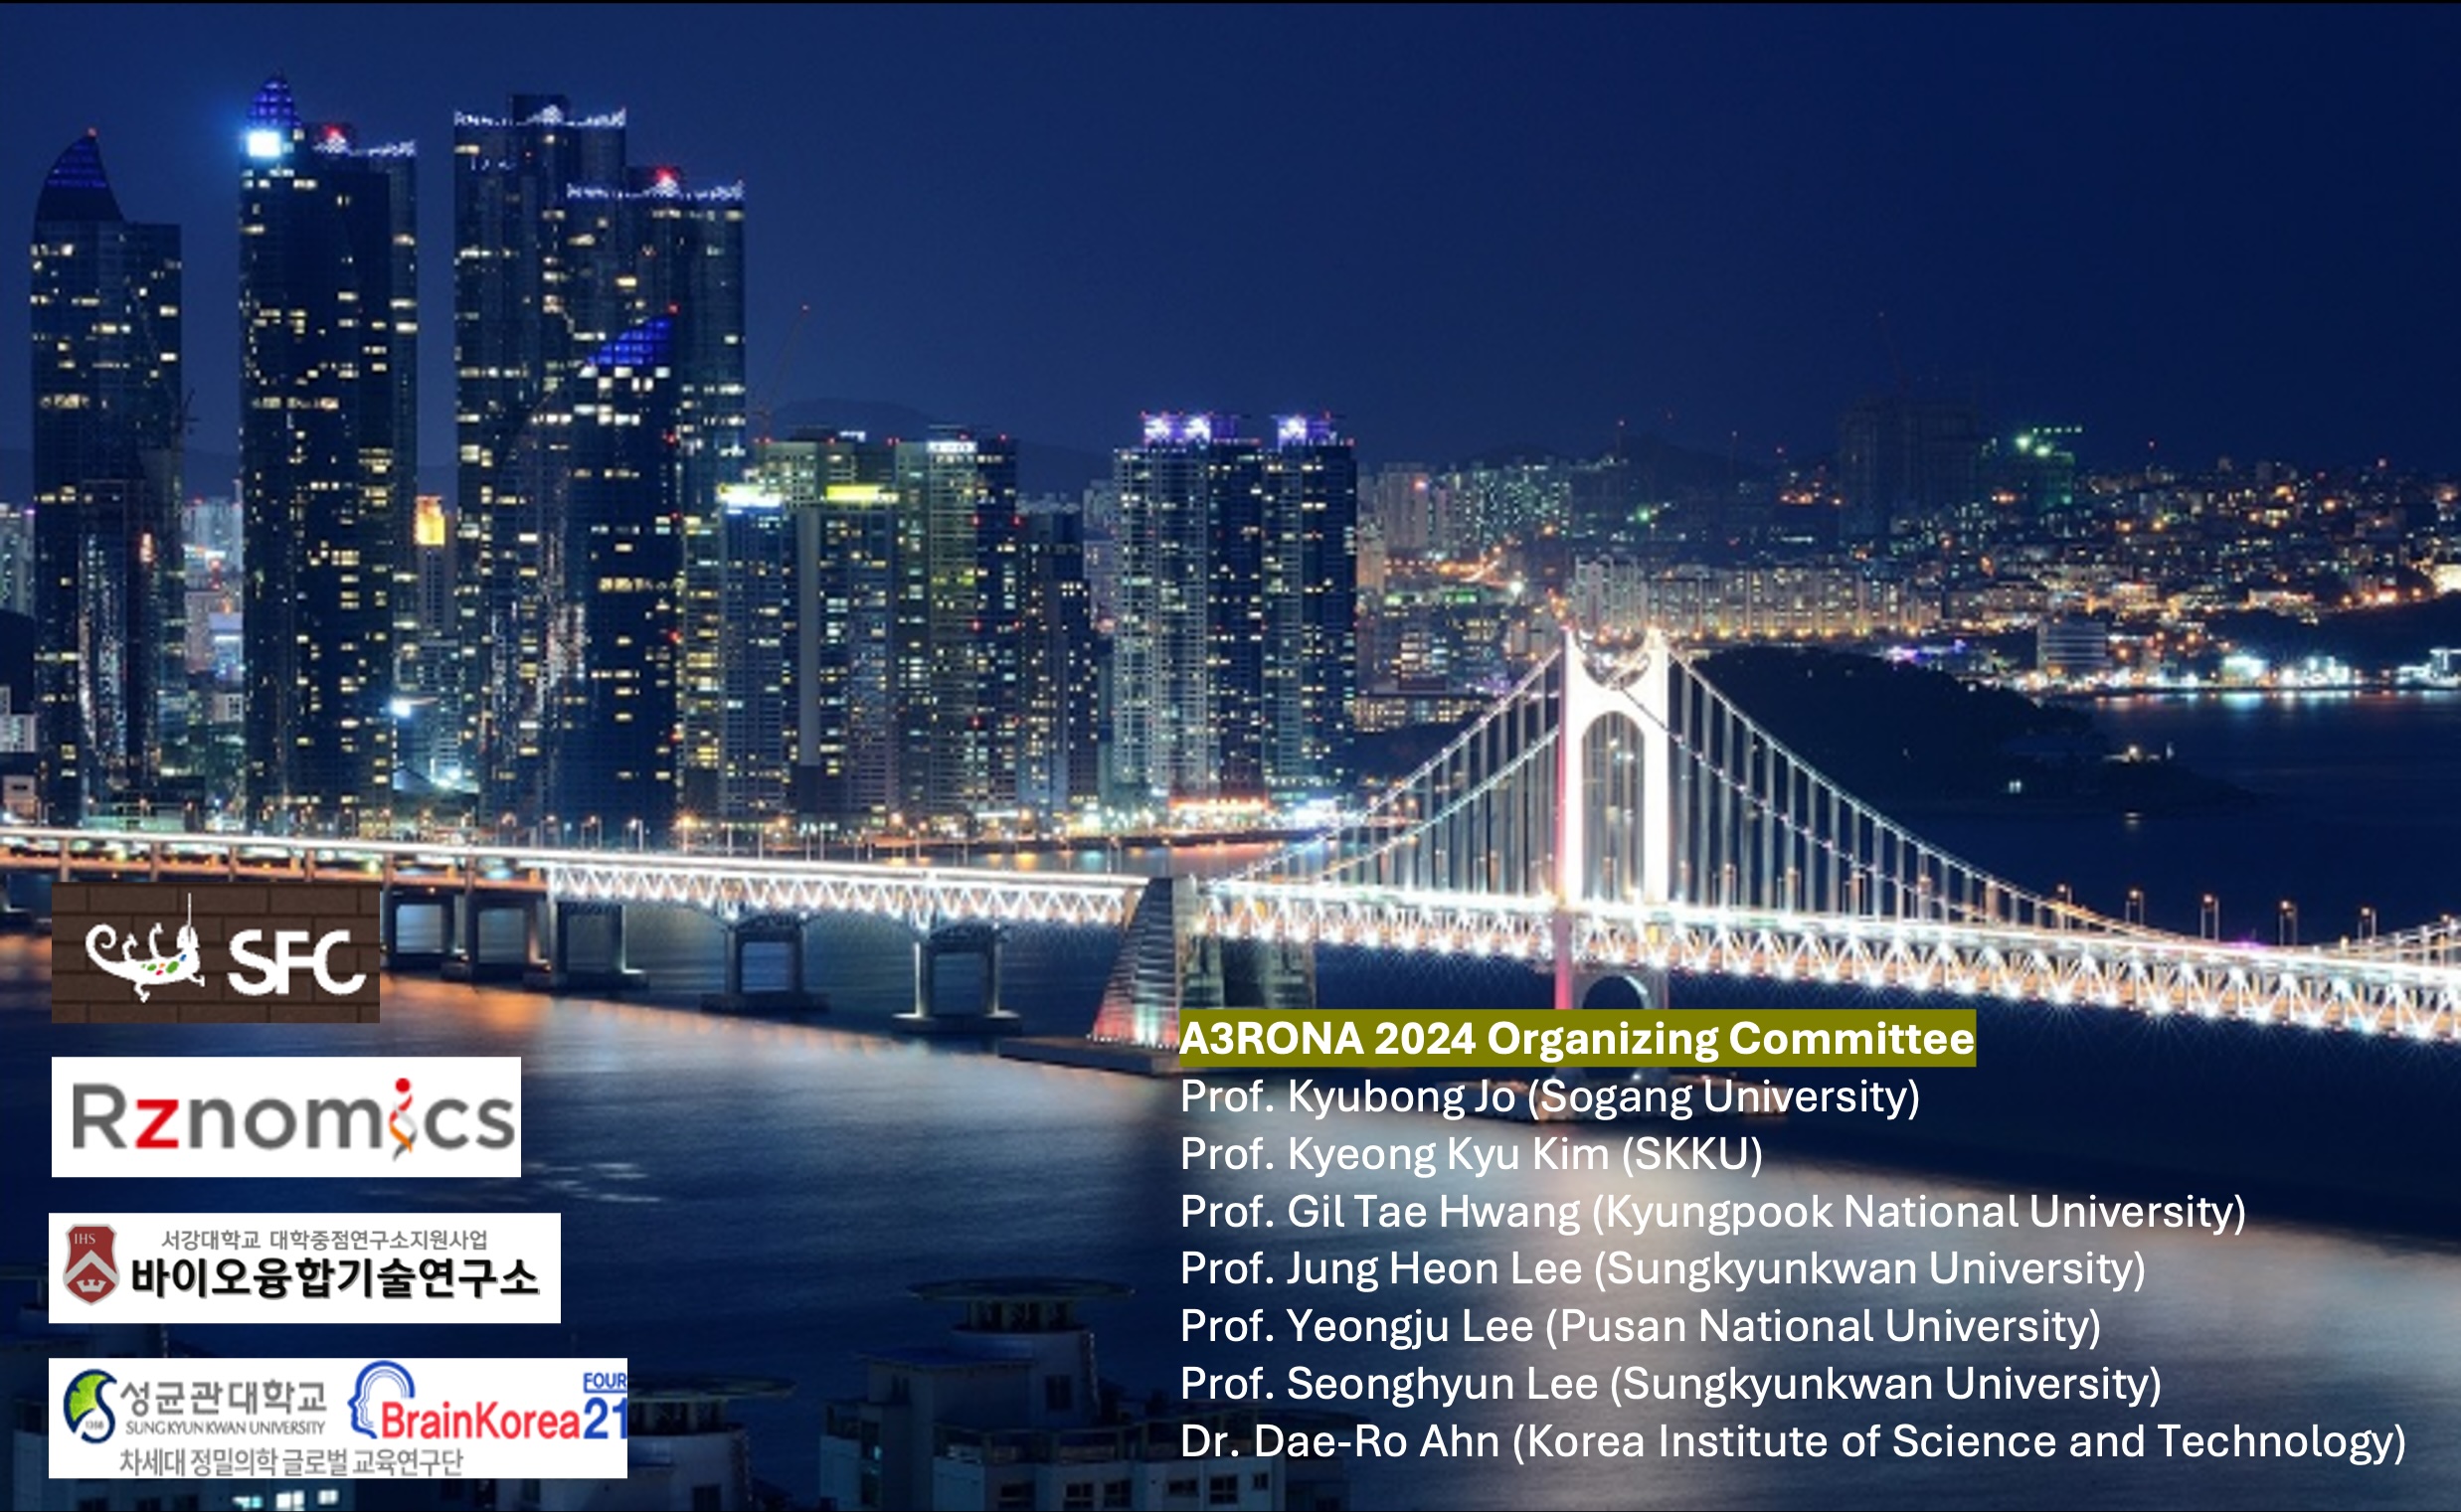 SFC
Rznomics
IHS
서강대학교 대학중점연구소지원사업
바이오융합기술연구소
1398
성균관대학교
SUNG KYUN KWAN UNIVERSITY
FOUR
BrainKorea21
차세대 정밀의학 글로벌 교육연구단
A3RONA 2024 Organizing Committee
Prof. Kyubong Jo (Sogang University)
Prof. Kyeong Kyu Kim (SKKU)
Prof. Gil Tae Hwang (Kyungpook National University)
Prof. Jung Heon Lee (Sungkyunkwan University)
Prof. Yeongju Lee (Pusan National University)
Prof. Seonghyun Lee (Sungkyunkwan University)
Dr. Dae-Ro Ahn (Korea Institute of Science and Technology)